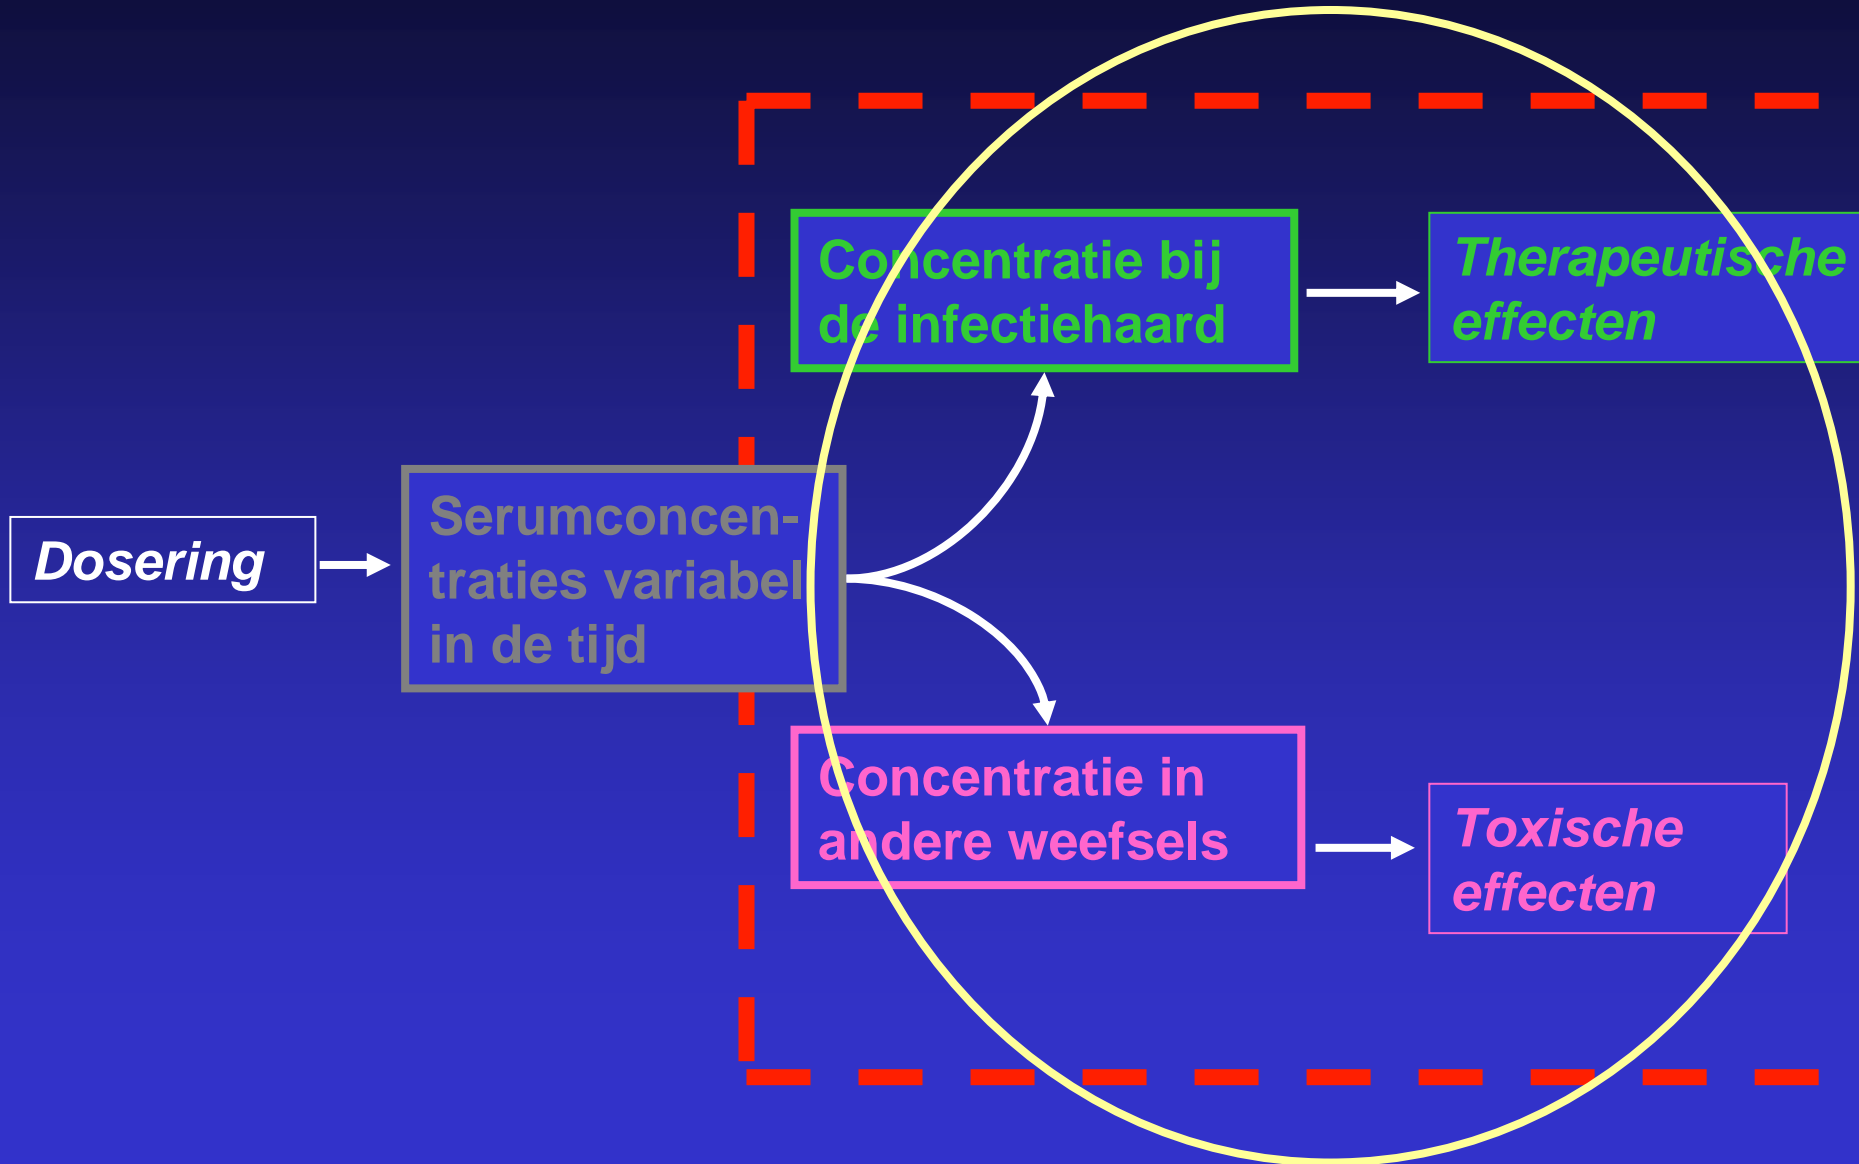 Dosering
Serumconcen-
traties variabel
in de tijd
Concentratie bij
de infectiehaard
Therapeutische
effecten
Concentratie in
andere weefsels
Toxische
effecten